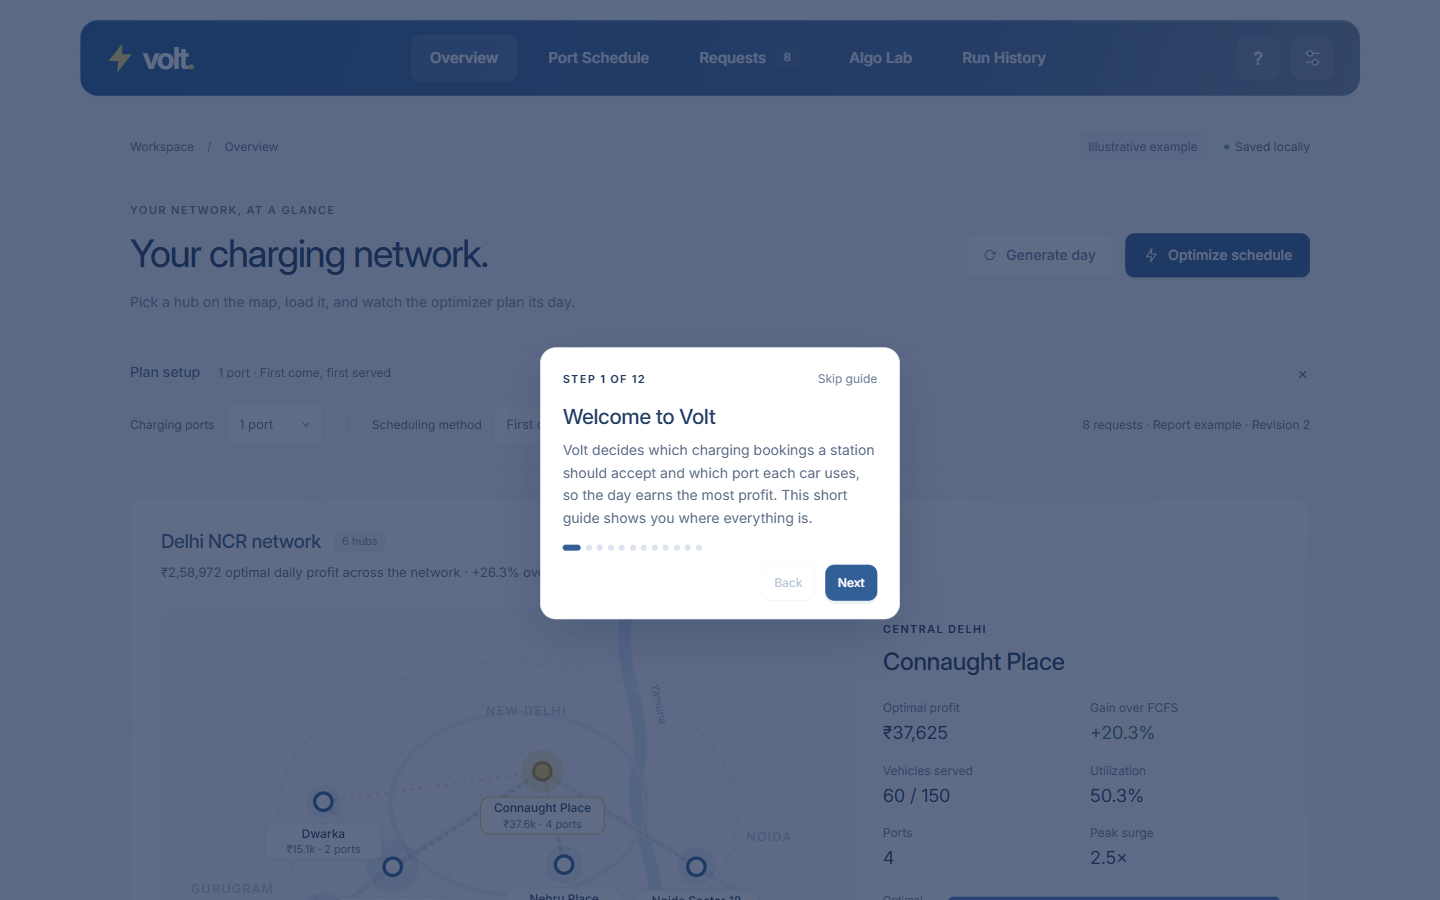 volt.
Overview
Port Schedule
Requests 8
Algo Lab
Run History
?
Workspace / Overview
Illustrative example
Saved locally
YOUR NETWORK, AT A GLANCE
Your charging network.
Generate day
Optimize schedule
Pick a hub on the map, load it, and watch the optimizer plan its day.
Plan setup
1 port · First come, first served
×
Charging ports
1 port
Scheduling method
First
8 requests · Report example · Revision 2
STEP 1 OF 12
Skip guide
Welcome to Volt
Volt decides which charging bookings a station
should accept and which port each car uses,
so the day earns the most profit. This short
guide shows you where everything is.
Back
Next
Delhi NCR network
6 hubs
₹2,58,972 optimal daily profit across the network · +26.3%
Yamuna
NEW DELHI
Connaught Place
₹37.6k · 4 ports
Dwarka
₹15.1k · 2 ports
NOIDA
GURUGRAM
Nehru Place
Noida Sector 18
CENTRAL DELHI
Connaught Place
Optimal profit
₹37,625
Gain over FCFS
+20.3%
Vehicles served
60 / 150
Utilization
50.3%
Ports
4
Peak surge
2.5×
Optimal